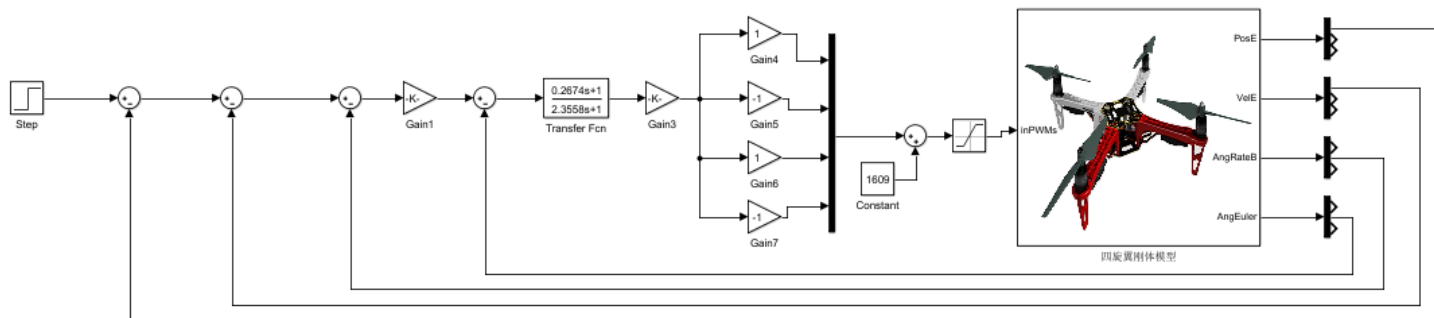 Step
+
-
+
-
+
-
-K-
Gain1
+
-
0.2674s+1
2.3558s+1
Transfer Fcn
-K-
Gain3
1
Gain4
-1
Gain5
1
Gain6
-1
Gain7
+
+
1609
Constant
inPWMs
PosE
VelE
AngRateB
AngEuler
四旋翼刚体模型